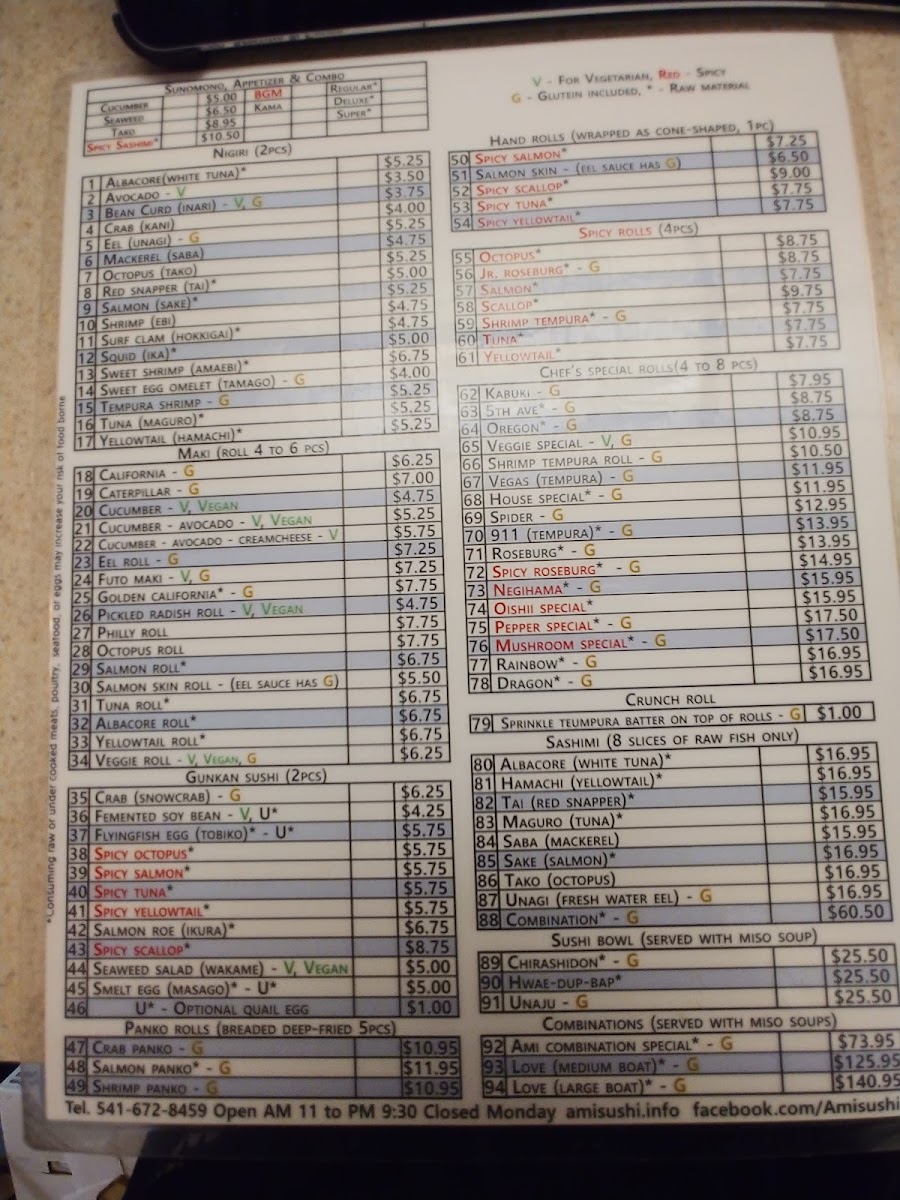 Sunomono, Appetizer & Combo
Cucumber $5.00 BGM Regular*
Seaweed $6.50 Kama Deluxe*
Tako $8.95 Super*
Spicy Sashimi* $10.50
Nigiri (2pcs)
1 Albacore(white tuna)* $5.25
2 Avocado - V $3.50
3 Bean Curd (inari) - V, G $3.75
4 Crab (kani) $4.00
5 Eel (unagi) - G $5.25
6 Mackerel (saba) $4.75
7 Octopus (tako) $5.25
8 Red snapper (tai)* $5.00
9 Salmon (sake)* $5.25
10 Shrimp (ebi) $4.75
11 Surf clam (hokkigai)* $4.75
12 Squid (ika)* $5.00
13 Sweet shrimp (amaebi)* $6.75
14 Sweet egg omelet (tamago) - G $4.00
15 Tempura shrimp - G $5.25
16 Tuna (maguro)* $5.25
17 Yellowtail (hamachi)* $5.25
Maki (roll 4 to 6 pcs)
18 California - G $6.25
19 Caterpillar - G $7.00
20 Cucumber - V, Vegan $4.75
21 Cucumber - avocado - V, Vegan $5.25
22 Cucumber - avocado - creamcheese - V $5.75
23 Eel roll - G $7.25
24 Futo maki - V, G $7.25
25 Golden california* - G $7.75
26 Pickled radish roll - V, Vegan $4.75
27 Philly roll $7.75
28 Octopus roll $7.75
29 Salmon roll* $6.75
30 Salmon skin roll - (eel sauce has G) $5.50
31 Tuna roll* $6.75
32 Albacore roll* $6.75
33 Yellowtail roll* $6.75
34 Veggie roll - V, Vegan, G $6.25
Gunkan sushi (2pcs)
35 Crab (snowcrab) - G $6.25
36 Femented soy bean - V, U* $4.25
37 Flyingfish egg (tobiko)* - U* $5.75
38 Spicy octopus* $5.75
39 Spicy salmon* $5.75
40 Spicy tuna* $5.75
41 Spicy yellowtail* $5.75
42 Salmon roe (ikura)* $6.75
43 Spicy scallop* $8.75
44 Seaweed salad (wakame) - V, Vegan $5.00
45 Smelt egg (masago)* - U* $5.00
46 U* - Optional quail egg $1.00
Panko rolls (breaded deep-fried 5pcs)
47 Crab panko - G $10.95
48 Salmon panko* - G $11.95
49 Shrimp panko - G $10.95
*Consuming raw or under cooked meats, poultry, seafood, or eggs may increase your risk of food borne
V - For Vegetarian, Red - Spicy
G - Glutein included, * - Raw material
Hand rolls (wrapped as cone-shaped, 1pc)
50 Spicy salmon* $7.25
51 Salmon skin - (eel sauce has G) $6.50
52 Spicy scallop* $9.00
53 Spicy tuna* $7.75
54 Spicy yellowtail* $7.75
Spicy rolls (4pcs)
55 Octopus* $8.75
56 Jr. roseburg* - G $8.75
57 Salmon* $7.75
58 Scallop* $9.75
59 Shrimp tempura* - G $7.75
60 Tuna* $7.75
61 Yellowtail* $7.75
Chef's special rolls(4 to 8 pcs)
62 Kabuki - G $7.95
63 5th ave* - G $8.75
64 Oregon* - G $8.75
65 Veggie special - V, G $10.95
66 Shrimp tempura roll - G $10.50
67 Vegas (tempura) - G $11.95
68 House special* - G $11.95
69 Spider - G $12.95
70 911 (tempura)* - G $13.95
71 Roseburg* - G $13.95
72 Spicy roseburg* - G $14.95
73 Negihama* - G $15.95
74 Oishii special* $15.95
75 Pepper special* - G $17.50
76 Mushroom special* - G $17.50
77 Rainbow* - G $16.95
78 Dragon* - G $16.95
Crunch roll
79 Sprinkle teumpura batter on top of rolls - G $1.00
Sashimi (8 slices of raw fish only)
80 Albacore (white tuna)* $16.95
81 Hamachi (yellowtail)* $16.95
82 Tai (red snapper)* $15.95
83 Maguro (tuna)* $16.95
84 Saba (mackerel) $15.95
85 Sake (salmon)* $16.95
86 Tako (octopus) $16.95
87 Unagi (fresh water eel) - G $16.95
88 Combination* - G $60.50
Sushi bowl (served with miso soup)
89 Chirashidon* - G $25.50
90 Hwae-dup-bap* $25.50
91 Unaju - G $25.50
Combinations (served with miso soups)
92 Ami combination special* - G $73.95
93 Love (medium boat)* - G $125.95
94 Love (large boat)* - G $140.95
Tel. 541-672-8459 Open AM 11 to PM 9:30 Closed Monday amisushi.info facebook.com/Amisushi